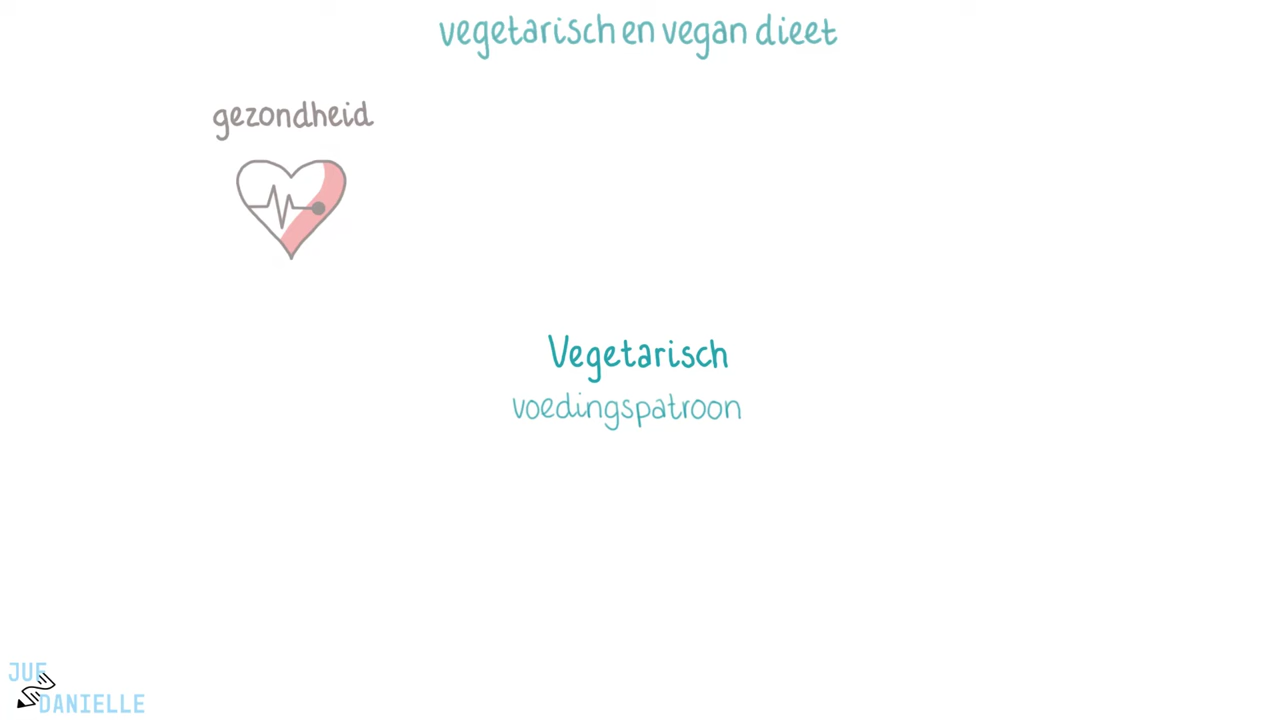 vegetarisch en vegan dieet
gezondheid
Vegetarisch
voedingspatroon
JUF
DANIELLE